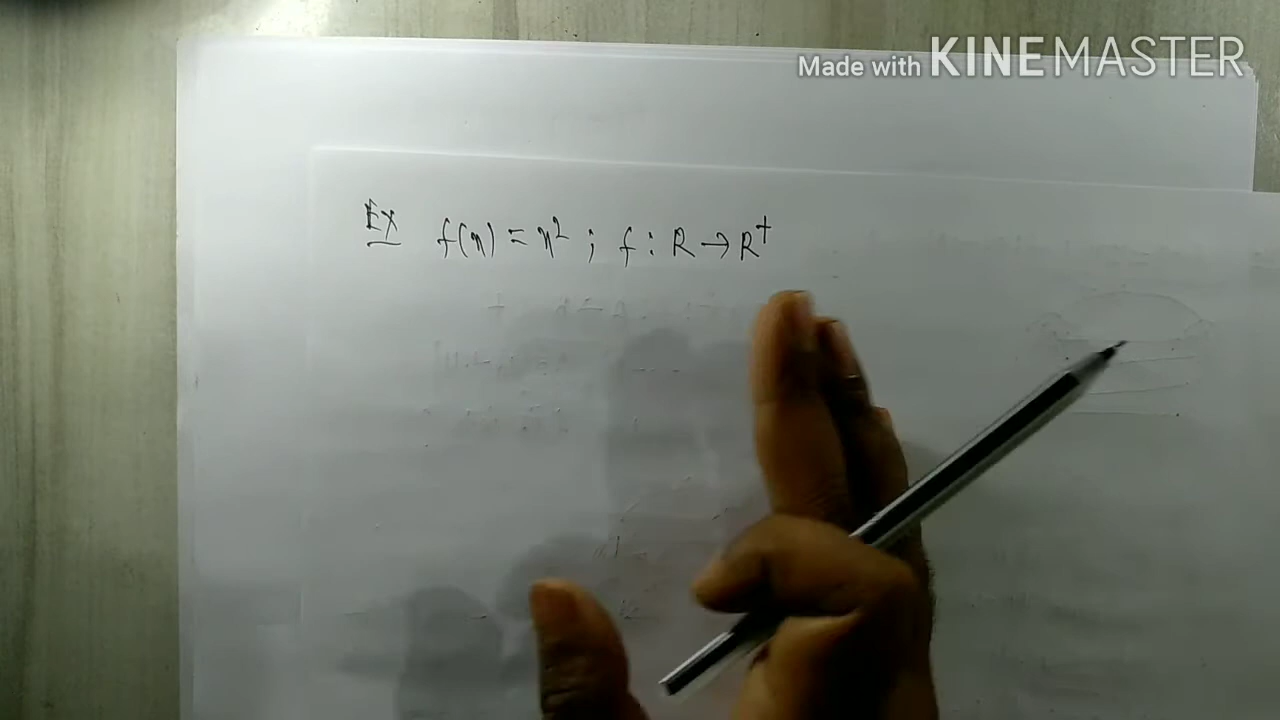 Made with KINEMASTER
Ex f(x) = x² ; f : R → R⁺